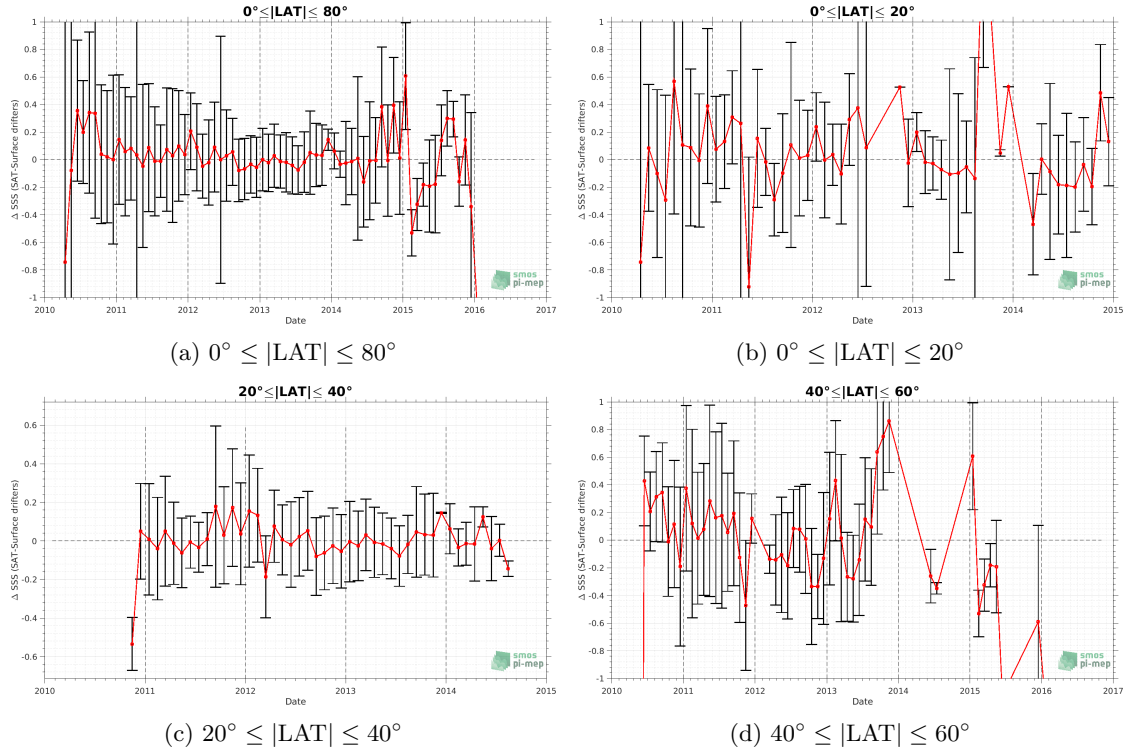 0°≤|LAT|≤ 80°
1
0.8
0.6
0.4
0.2
0
-0.2
-0.4
-0.6
-0.8
-1
Δ SSS (SAT-Surface drifters)
2010 2011 2012 2013 2014 2015 2016 2017
Date
smos
pi-mep
(a) 0° ≤ |LAT| ≤ 80°
0°≤|LAT|≤ 20°
1
0.8
0.6
0.4
0.2
0
-0.2
-0.4
-0.6
-0.8
-1
Δ SSS (SAT-Surface drifters)
2010 2011 2012 2013 2014 2015
Date
smos
pi-mep
(b) 0° ≤ |LAT| ≤ 20°
20°≤|LAT|≤ 40°
0.6
0.4
0.2
0
-0.2
-0.4
-0.6
Δ SSS (SAT-Surface drifters)
2010 2011 2012 2013 2014 2015
Date
smos
pi-mep
(c) 20° ≤ |LAT| ≤ 40°
40°≤|LAT|≤ 60°
1
0.8
0.6
0.4
0.2
0
-0.2
-0.4
-0.6
-0.8
-1
Δ SSS (SAT-Surface drifters)
2010 2011 2012 2013 2014 2015 2016 2017
Date
smos
pi-mep
(d) 40° ≤ |LAT| ≤ 60°